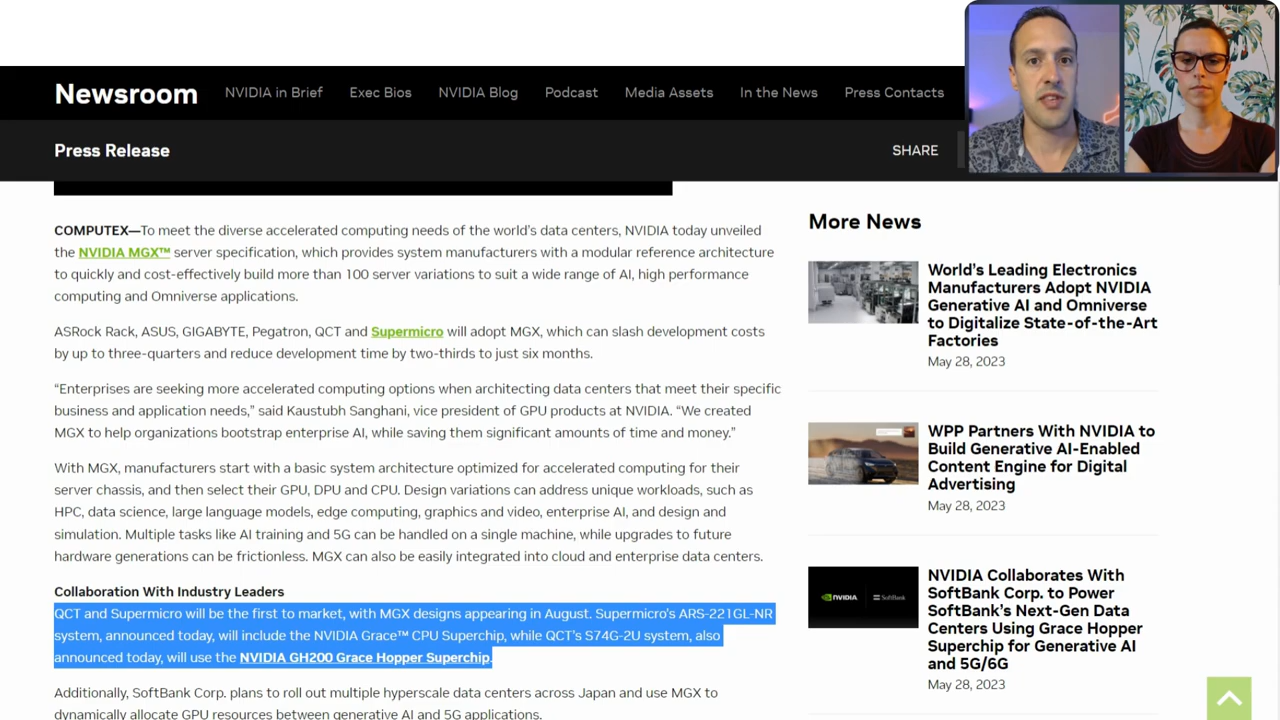 Newsroom
NVIDIA in Brief
Exec Bios
NVIDIA Blog
Podcast
Media Assets
In the News
Press Contacts
Press Release
SHARE
COMPUTEX—To meet the diverse accelerated computing needs of the world's data centers, NVIDIA today unveiled
the NVIDIA MGX™ server specification, which provides system manufacturers with a modular reference architecture
to quickly and cost-effectively build more than 100 server variations to suit a wide range of AI, high performance
computing and Omniverse applications.
ASRock Rack, ASUS, GIGABYTE, Pegatron, QCT and Supermicro will adopt MGX, which can slash development costs
by up to three-quarters and reduce development time by two-thirds to just six months.
“Enterprises are seeking more accelerated computing options when architecting data centers that meet their specific
business and application needs,” said Kaustubh Sanghani, vice president of GPU products at NVIDIA. “We created
MGX to help organizations bootstrap enterprise AI, while saving them significant amounts of time and money.”
With MGX, manufacturers start with a basic system architecture optimized for accelerated computing for their
server chassis, and then select their GPU, DPU and CPU. Design variations can address unique workloads, such as
HPC, data science, large language models, edge computing, graphics and video, enterprise AI, and design and
simulation. Multiple tasks like AI training and 5G can be handled on a single machine, while upgrades to future
hardware generations can be frictionless. MGX can also be easily integrated into cloud and enterprise data centers.
Collaboration With Industry Leaders
QCT and Supermicro will be the first to market, with MGX designs appearing in August. Supermicro's ARS-221GL-NR
system, announced today, will include the NVIDIA Grace™ CPU Superchip, while QCT's S74G-2U system, also
announced today, will use the NVIDIA GH200 Grace Hopper Superchip.
Additionally, SoftBank Corp. plans to roll out multiple hyperscale data centers across Japan and use MGX to
dynamically allocate GPU resources between generative AI and 5G applications.
More News
World's Leading Electronics
Manufacturers Adopt NVIDIA
Generative AI and Omniverse
to Digitalize State-of-the-Art
Factories
May 28, 2023
WPP Partners With NVIDIA to
Build Generative AI-Enabled
Content Engine for Digital
Advertising
May 28, 2023
NVIDIA
SoftBank
NVIDIA Collaborates With
SoftBank Corp. to Power
SoftBank's Next-Gen Data
Centers Using Grace Hopper
Superchip for Generative AI
and 5G/6G
May 28, 2023